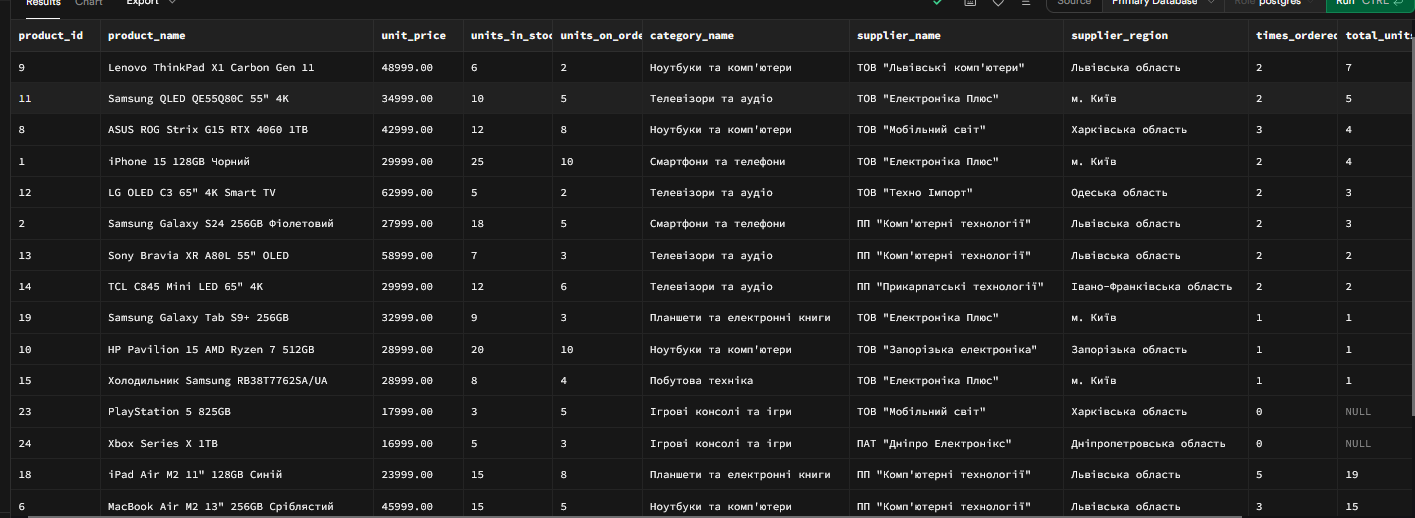 Results Chart Export Source Primary Database Role postgres Run CTRL
product_id product_name unit_price units_in_stoc units_on_orde category_name supplier_name supplier_region times_ordered total_units
9 Lenovo ThinkPad X1 Carbon Gen 11 48999.00 6 2 Ноутбуки та комп'ютери ТОВ "Львівські комп'ютери" Львівська область 2 7
11 Samsung QLED QE55Q80C 55" 4K 34999.00 10 5 Телевізори та аудіо ТОВ "Електроніка Плюс" м. Київ 2 5
8 ASUS ROG Strix G15 RTX 4060 1TB 42999.00 12 8 Ноутбуки та комп'ютери ТОВ "Мобільний світ" Харківська область 3 4
1 iPhone 15 128GB Чорний 29999.00 25 10 Смартфони та телефони ТОВ "Електроніка Плюс" м. Київ 2 4
12 LG OLED C3 65" 4K Smart TV 62999.00 5 2 Телевізори та аудіо ТОВ "Техно Імпорт" Одеська область 2 3
2 Samsung Galaxy S24 256GB Фіолетовий 27999.00 18 5 Смартфони та телефони ПП "Комп'ютерні технології" Львівська область 2 3
13 Sony Bravia XR A80L 55" OLED 58999.00 7 3 Телевізори та аудіо ПП "Комп'ютерні технології" Львівська область 2 2
14 TCL C845 Mini LED 65" 4K 29999.00 12 6 Телевізори та аудіо ПП "Прикарпатські технології" Івано-Франківська область 2 2
19 Samsung Galaxy Tab S9+ 256GB 32999.00 9 3 Планшети та електронні книги ТОВ "Електроніка Плюс" м. Київ 1 1
10 HP Pavilion 15 AMD Ryzen 7 512GB 28999.00 20 10 Ноутбуки та комп'ютери ТОВ "Запорізька електроніка" Запорізька область 1 1
15 Холодильник Samsung RB38T7762SA/UA 28999.00 8 4 Побутова техніка ТОВ "Електроніка Плюс" м. Київ 1 1
23 PlayStation 5 825GB 17999.00 3 5 Ігрові консолі та ігри ТОВ "Мобільний світ" Харківська область 0 NULL
24 Xbox Series X 1TB 16999.00 5 3 Ігрові консолі та ігри ПАТ "Дніпро Електронікс" Дніпропетровська область 0 NULL
18 iPad Air M2 11" 128GB Синій 23999.00 15 8 Планшети та електронні книги ПП "Комп'ютерні технології" Львівська область 5 19
6 MacBook Air M2 13" 256GB Сріблястий 45999.00 15 5 Ноутбуки та комп'ютери ПП "Комп'ютерні технології" Львівська область 3 15